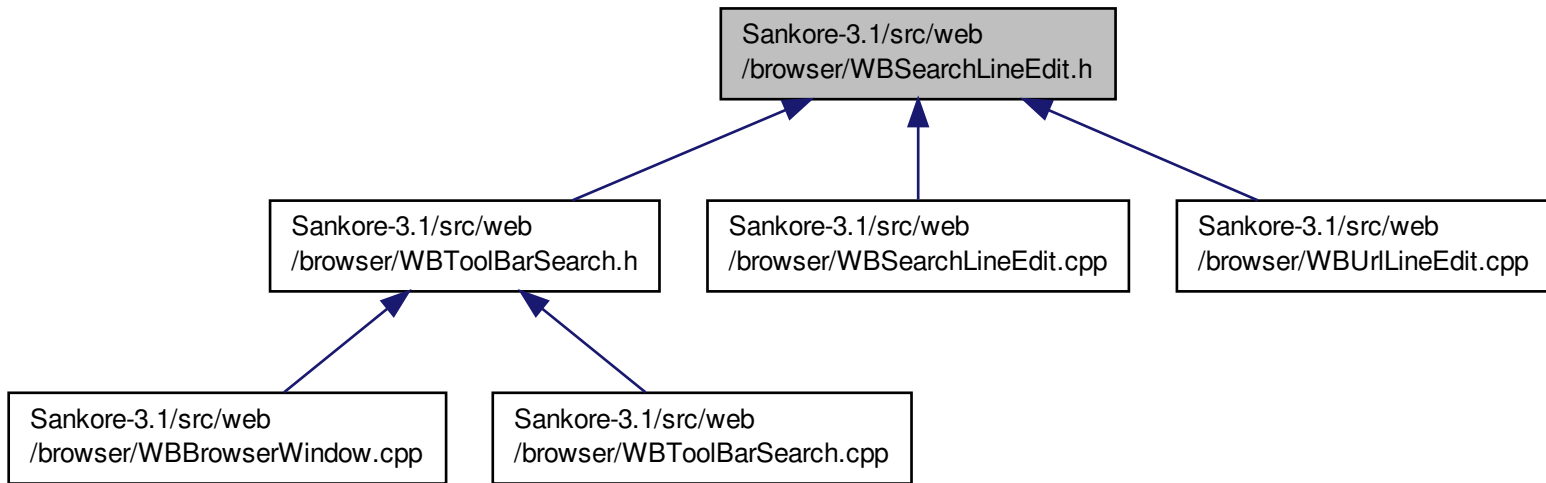 Sankore-3.1/src/web
/browser/WBSearchLineEdit.h
Sankore-3.1/src/web
/browser/WBToolBarSearch.h
Sankore-3.1/src/web
/browser/WBSearchLineEdit.cpp
Sankore-3.1/src/web
/browser/WBUrlLineEdit.cpp
Sankore-3.1/src/web
/browser/WBBrowserWindow.cpp
Sankore-3.1/src/web
/browser/WBToolBarSearch.cpp